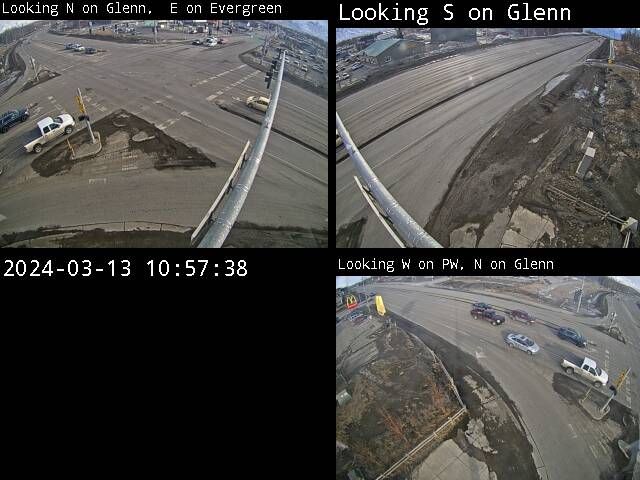 Looking N on Glenn, E on Evergreen
Looking S on Glenn
2024-03-13 10:57:38
Looking W on PW, N on Glenn